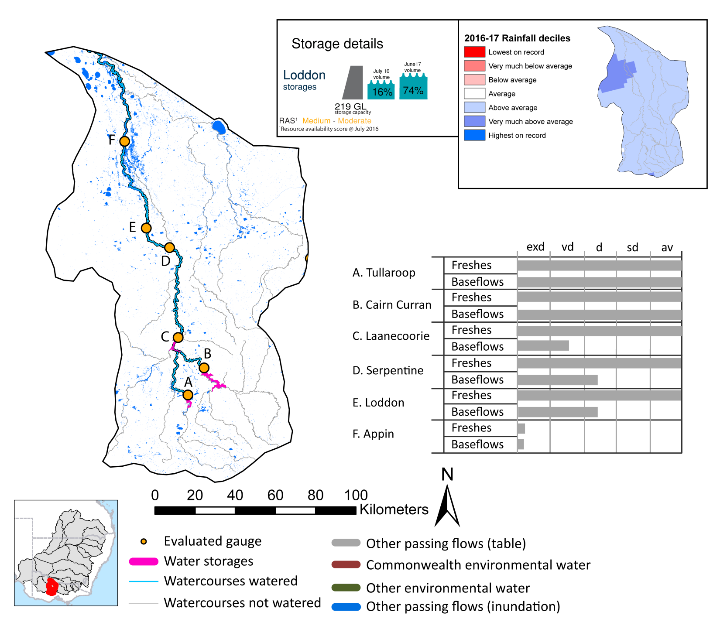 Storage details
Loddon
storages
219 GL
storage capacity
July 16
volume
16%
June 17
volume
74%
RAS¹ Medium - Moderate
Resource availability score @ July 2016
2016-17 Rainfall deciles
Lowest on record
Very much below average
Below average
Average
Above average
Very much above average
Highest on record
F
E
D
C
B
A
exd vd d sd av
A. Tullaroop Freshes
Baseflows
B. Cairn Curran Freshes
Baseflows
C. Laanecoorie Freshes
Baseflows
D. Serpentine Freshes
Baseflows
E. Loddon Freshes
Baseflows
F. Appin Freshes
Baseflows
N
0 20 40 60 80 100
Kilometers
Evaluated gauge
Water storages
Watercourses watered
Watercourses not watered
Other passing flows (table)
Commonwealth environmental water
Other environmental water
Other passing flows (inundation)